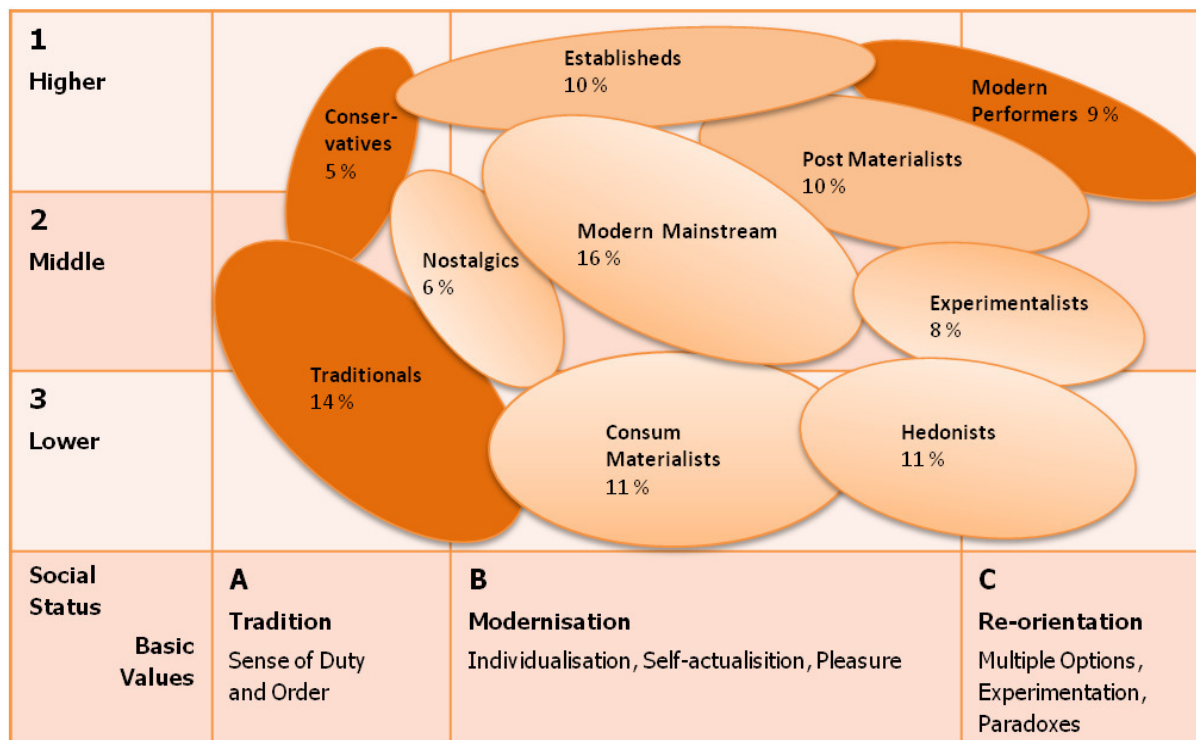 1
Higher
Establisheds
10 %
Modern
Performers 9 %
Conser-
vatives
5 %
Post Materialists
10 %
2
Middle
Nostalgics
6 %
Modern Mainstream
16 %
Experimentalists
8 %
Traditionals
14 %
3
Lower
Consum
Materialists
11 %
Hedonists
11 %
Social
Status
Basic
Values
A
Tradition
Sense of Duty
and Order
B
Modernisation
Individualisation, Self-actualisition, Pleasure
C
Re-orientation
Multiple Options,
Experimentation,
Paradoxes